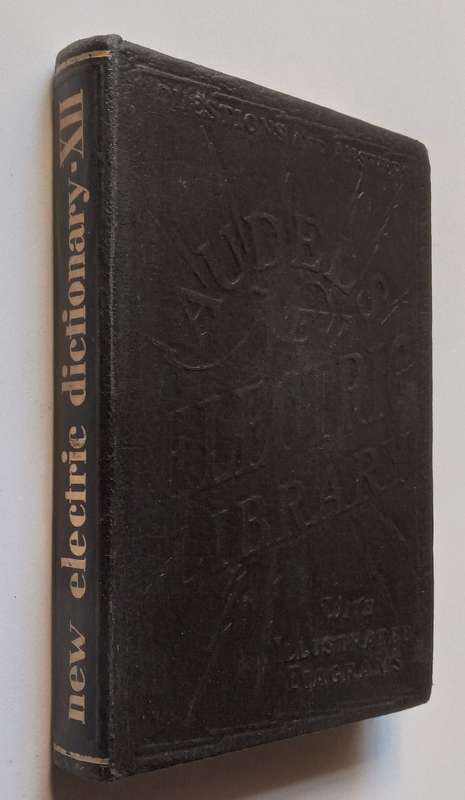 new electric dictionary·XII
QUESTIONS AND ANSWERS
AUDELS
NEW
ELECTRIC
LIBRARY
WITH
ILLUSTRATED
DIAGRAMS